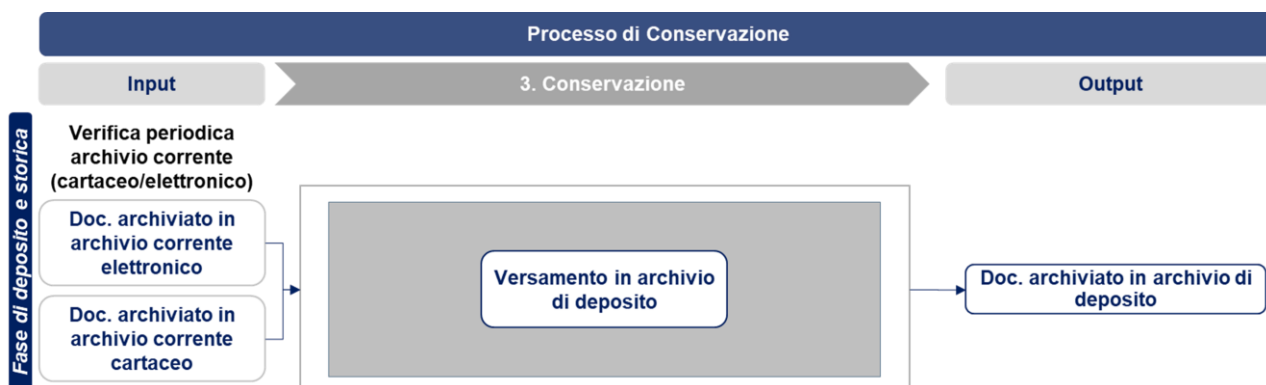 Processo di Conservazione
Input
3. Conservazione
Output
Fase di deposito e storica
Verifica periodica
archivio corrente
(cartaceo/elettronico)
Doc. archiviato in
archivio corrente
elettronico
Doc. archiviato in
archivio corrente
cartaceo
Versamento in archivio
di deposito
Doc. archiviato in archivio di
deposito